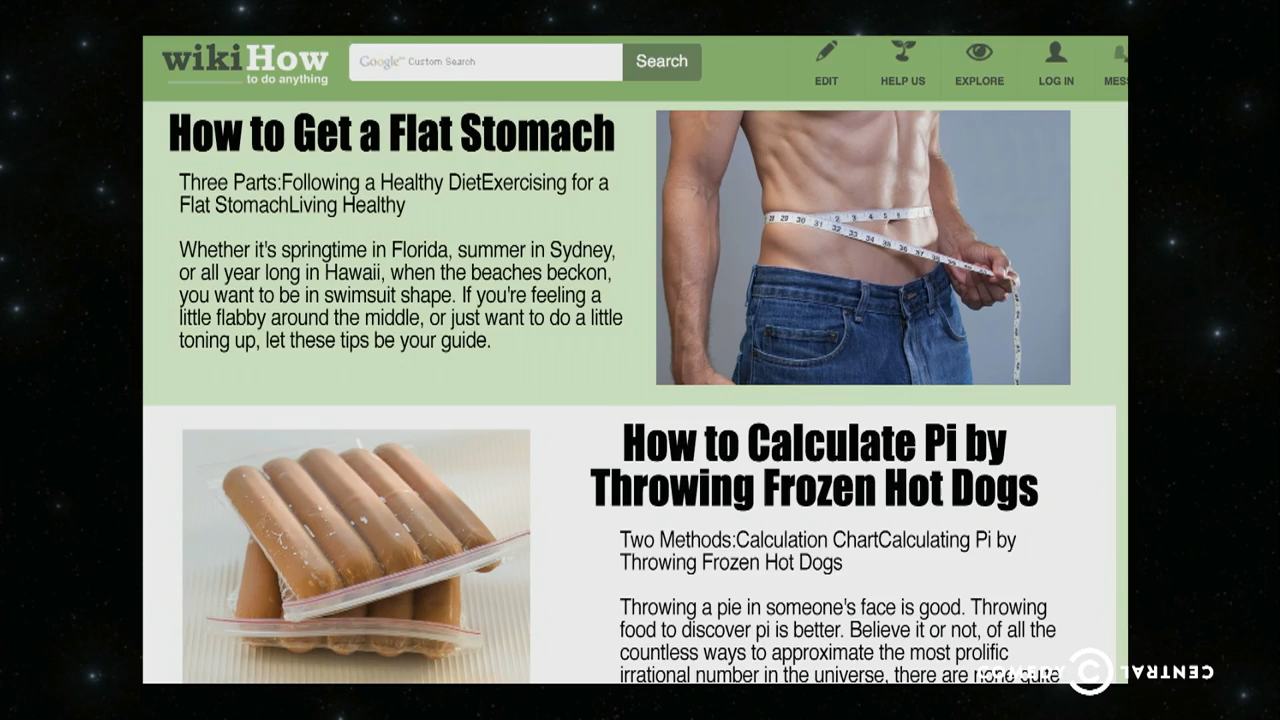 wikiHow
to do anything
Google™ Custom Search
Search
EDIT
HELP US
EXPLORE
LOG IN
MES
How to Get a Flat Stomach
Three Parts:Following a Healthy DietExercising for a
Flat StomachLiving Healthy
Whether it's springtime in Florida, summer in Sydney,
or all year long in Hawaii, when the beaches beckon,
you want to be in swimsuit shape. If you're feeling a
little flabby around the middle, or just want to do a little
toning up, let these tips be your guide.
How to Calculate Pi by
Throwing Frozen Hot Dogs
Two Methods:Calculation ChartCalculating Pi by
Throwing Frozen Hot Dogs
Throwing a pie in someone's face is good. Throwing
food to discover pi is better. Believe it or not, of all the
countless ways to approximate the most prolific
irrational number in the universe, there are none quite
COMEDY CENTRAL